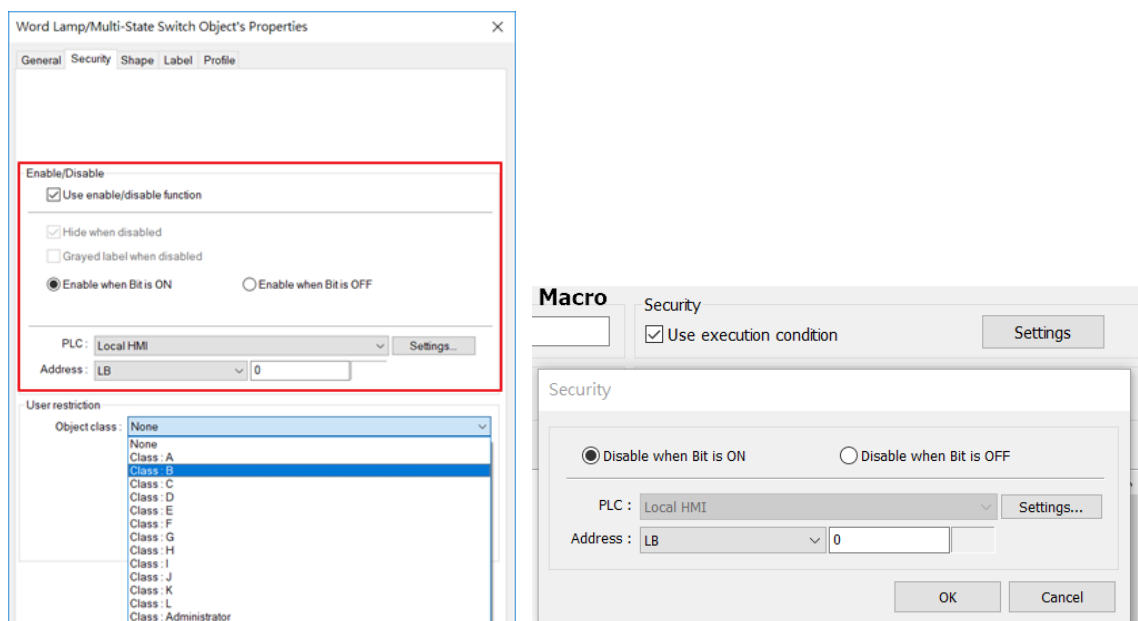 Word Lamp/Multi-State Switch Object's Properties
General Security Shape Label Profile
Enable/Disable
Use enable/disable function
Hide when disabled
Grayed label when disabled
Enable when Bit is ON Enable when Bit is OFF
PLC : Local HMI Settings...
Address : LB 0
User restriction
Object class : None
None
Class : A
Class : B
Class : C
Class : D
Class : E
Class : F
Class : G
Class : H
Class : I
Class : J
Class : K
Class : L
Class : Administrator
Macro
Security
Use execution condition Settings
Security
Disable when Bit is ON Disable when Bit is OFF
PLC : Local HMI Settings...
Address : LB 0
OK Cancel